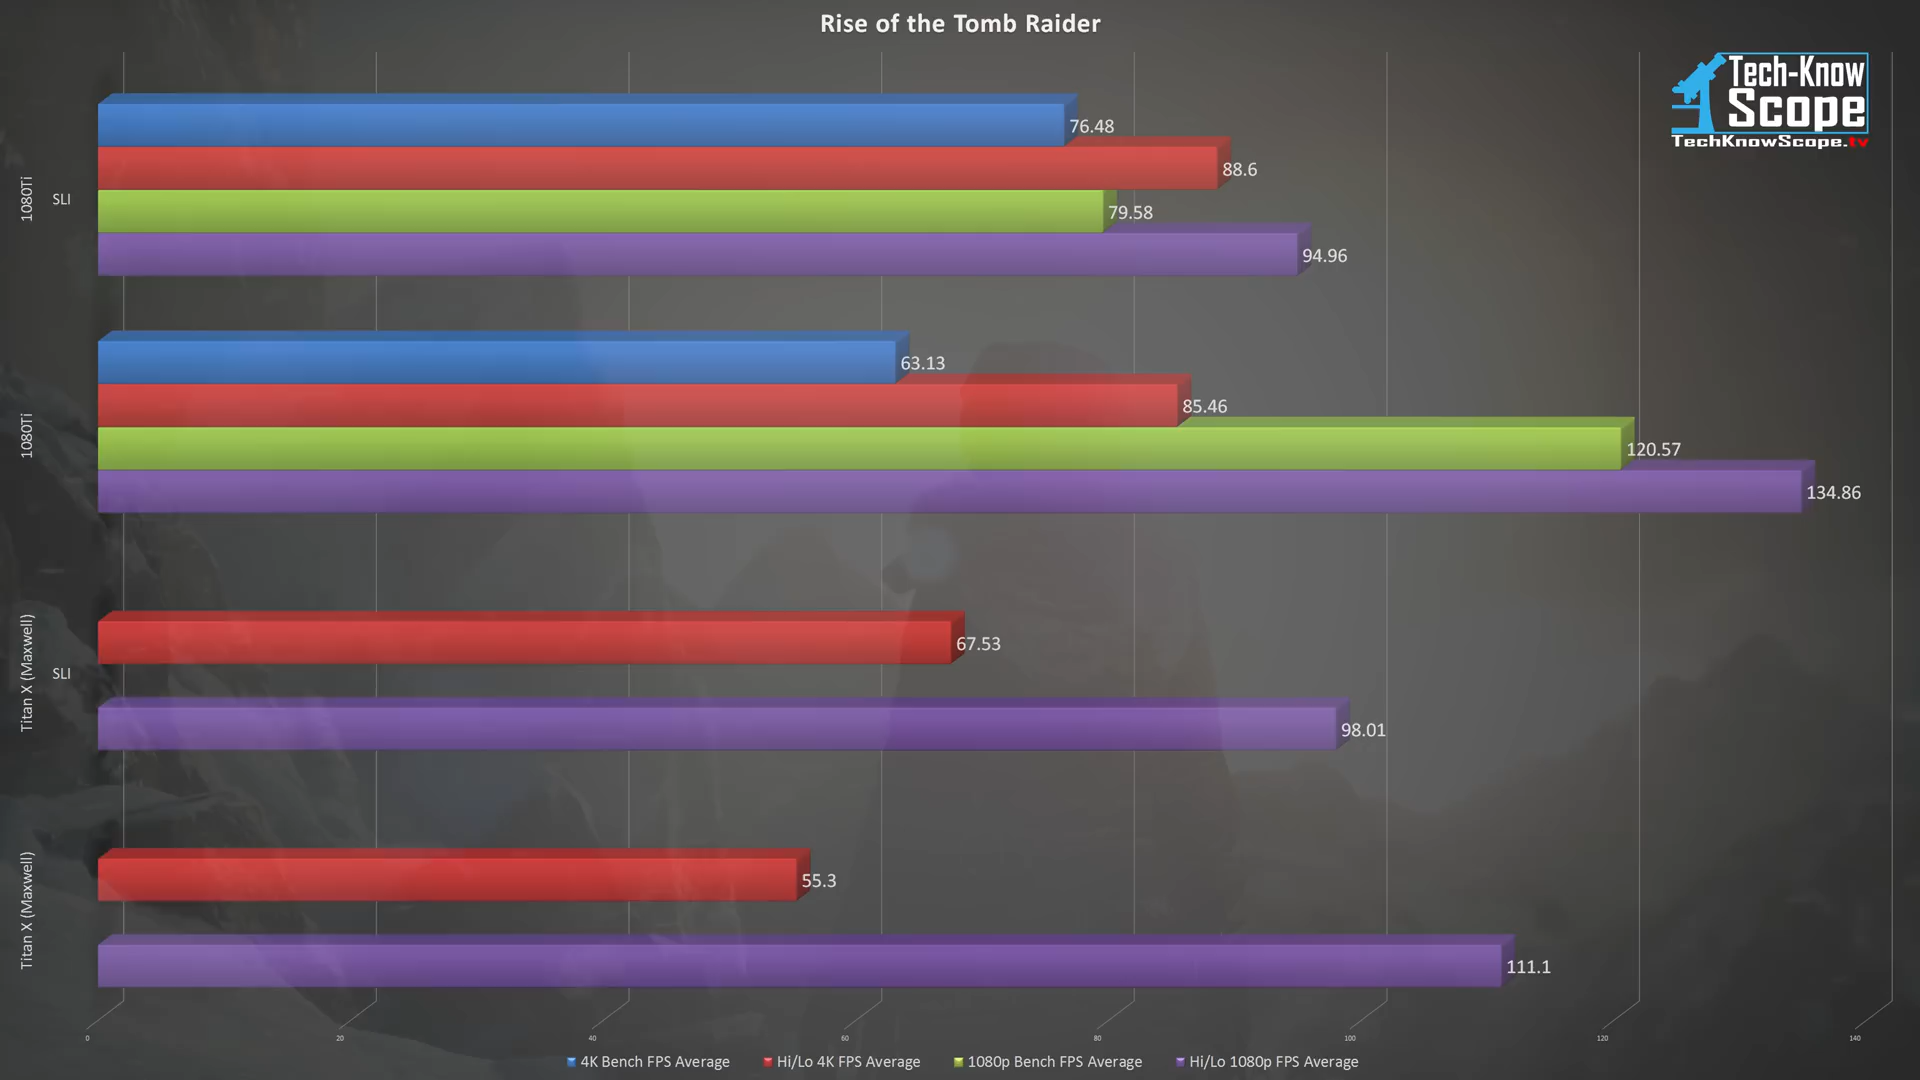 Rise of the Tomb Raider
Tech-Know
Scope
TechKnowScope.tv
1080Ti
SLI
76.48
88.6
79.58
94.96
1080Ti
63.13
85.46
120.57
134.86
Titan X (Maxwell)
SLI
67.53
98.01
Titan X (Maxwell)
55.3
111.1
0 20 40 60 80 100 120 140
4K Bench FPS Average Hi/Lo 4K FPS Average 1080p Bench FPS Average Hi/Lo 1080p FPS Average